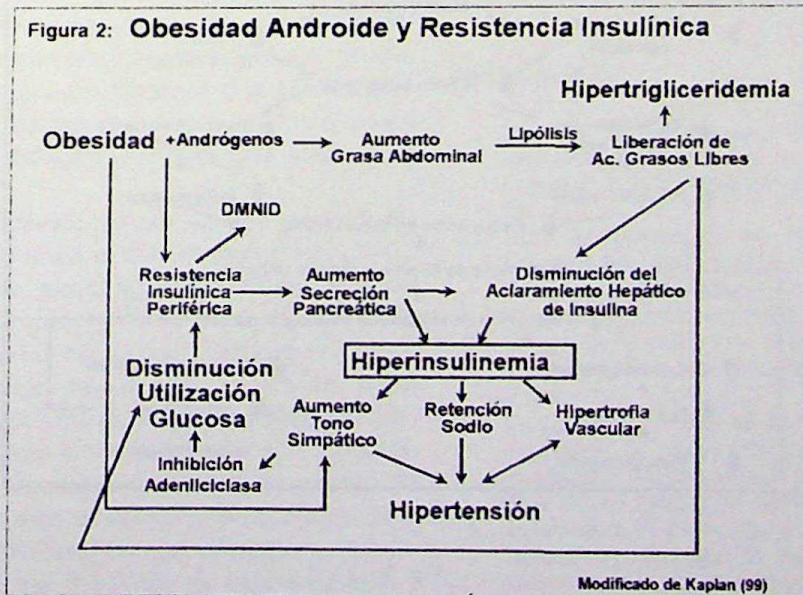 Figura 2: Obesidad Androide y Resistencia Insulínica
Hipertrigliceridemia
Obesidad +Andrógenos
Aumento
Grasa Abdominal
Lipólisis
Liberación de
Ac. Grasos Libres
DMNID
Resistencia
Insulínica
Periférica
Aumento
Secreción
Pancreática
Disminución del
Aclaramiento Hepático
de Insulina
Hiperinsulinemia
Disminución
Utilización
Glucosa
Aumento
Tono
Simpático
Retención
Sodio
Hipertrofia
Vascular
Inhibición
Adenilciclasa
Hipertensión
Modificado de Kaplan (99)